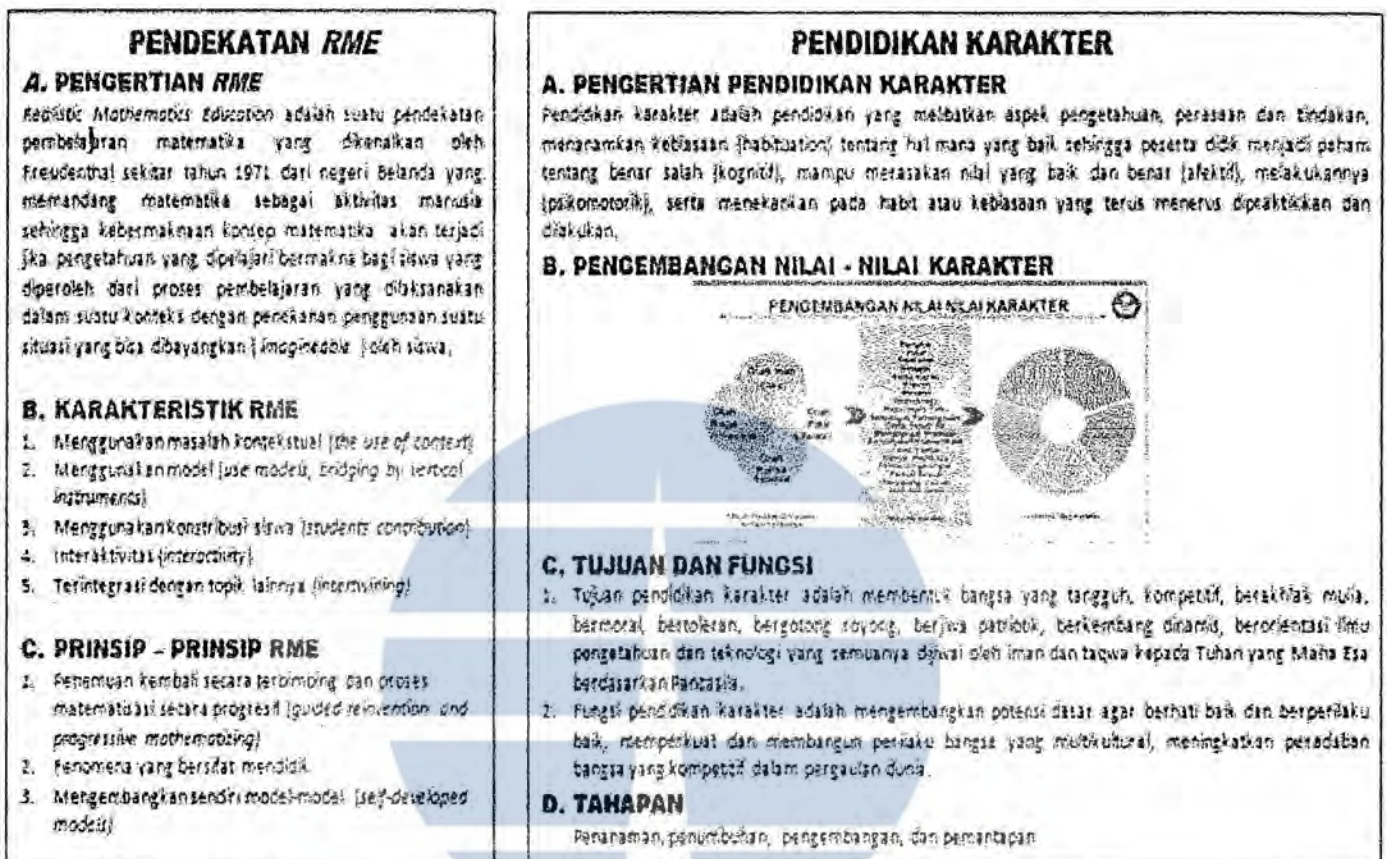 PENDEKATAN RME
A. PENGERTIAN RME
Realistic Mathematics Education adalah suatu pendekatan
pembelajaran matematika yang dikenalkan oleh
Freudenthal sekitar tahun 1971 dari negeri Belanda yang
memandang matematika sebagai aktivitas manusia
sehingga kebermaknaan konsep matematika akan terjadi
jika pengetahuan yang dipelajari bermakna bagi siswa yang
diperoleh dari proses pembelajaran yang dilaksanakan
dalam suatu konteks dengan penekanan penggunaan suatu
situasi yang bisa dibayangkan ( imagineable ) oleh siswa.
B. KARAKTERISTIK RME
1. Menggunakan masalah kontekstual (the use of context)
2. Menggunakan model (use models, bridging by vertical
instruments)
3. Menggunakan konstribusi siswa (students contribution)
4. Interaktivitas (interactivity)
5. Terintegrasi dengan topik lainnya (intertwining)
C. PRINSIP - PRINSIP RME
1. Penemuan kembali secara terbimbing dan proses
matematisasi secara progresif (guided reinvention and
progressive mathematizing)
2. Fenomena yang bersifat mendidik
3. Mengembangkan sendiri model-model (self-developed
models)
PENDIDIKAN KARAKTER
A. PENGERTIAN PENDIDIKAN KARAKTER
Pendidikan karakter adalah pendidikan yang melibatkan aspek pengetahuan, perasaan dan tindakan,
menanamkan kebiasaan (habituation) tentang hal mana yang baik sehingga peserta didik menjadi paham
tentang benar salah (kognitif), mampu merasakan nilai yang baik dan benar (afektif), melakukannya
(psikomotorik), serta menekankan pada habit atau kebiasaan yang terus menerus dipraktikkan dan
dilakukan.
B. PENGEMBANGAN NILAI - NILAI KARAKTER
PENGEMBANGAN NILAI NILAI KARAKTER
C. TUJUAN DAN FUNGSI
1. Tujuan pendidikan karakter adalah membentuk bangsa yang tangguh, kompetitif, berakhlak mulia,
bermoral, bertoleran, bergotong royong, berjiwa patriotik, berkembang dinamis, berorientasi ilmu
pengetahuan dan teknologi yang semuanya dijiwai oleh iman dan taqwa kepada Tuhan yang Maha Esa
berdasarkan Pancasila.
2. Fungsi pendidikan karakter adalah mengembangkan potensi dasar agar berhati baik dan berperilaku
baik, memperkuat dan membangun perilaku bangsa yang multikultural, meningkatkan peradaban
bangsa yang kompetitif dalam pergaulan dunia.
D. TAHAPAN
Penanaman, penumbuhan, pengembangan, dan pemantapan